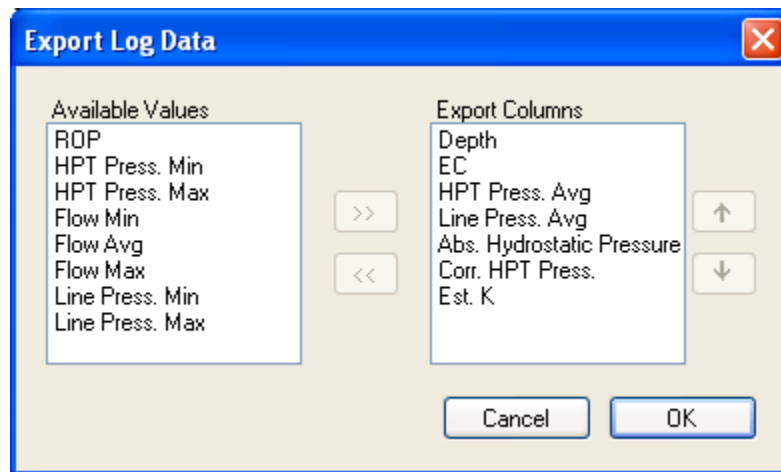 Export Log Data
Available Values
ROP
HPT Press. Min
HPT Press. Max
Flow Min
Flow Avg
Flow Max
Line Press. Min
Line Press. Max
>>
<<
Export Columns
Depth
EC
HPT Press. Avg
Line Press. Avg
Abs. Hydrostatic Pressure
Corr. HPT Press.
Est. K
Cancel
OK